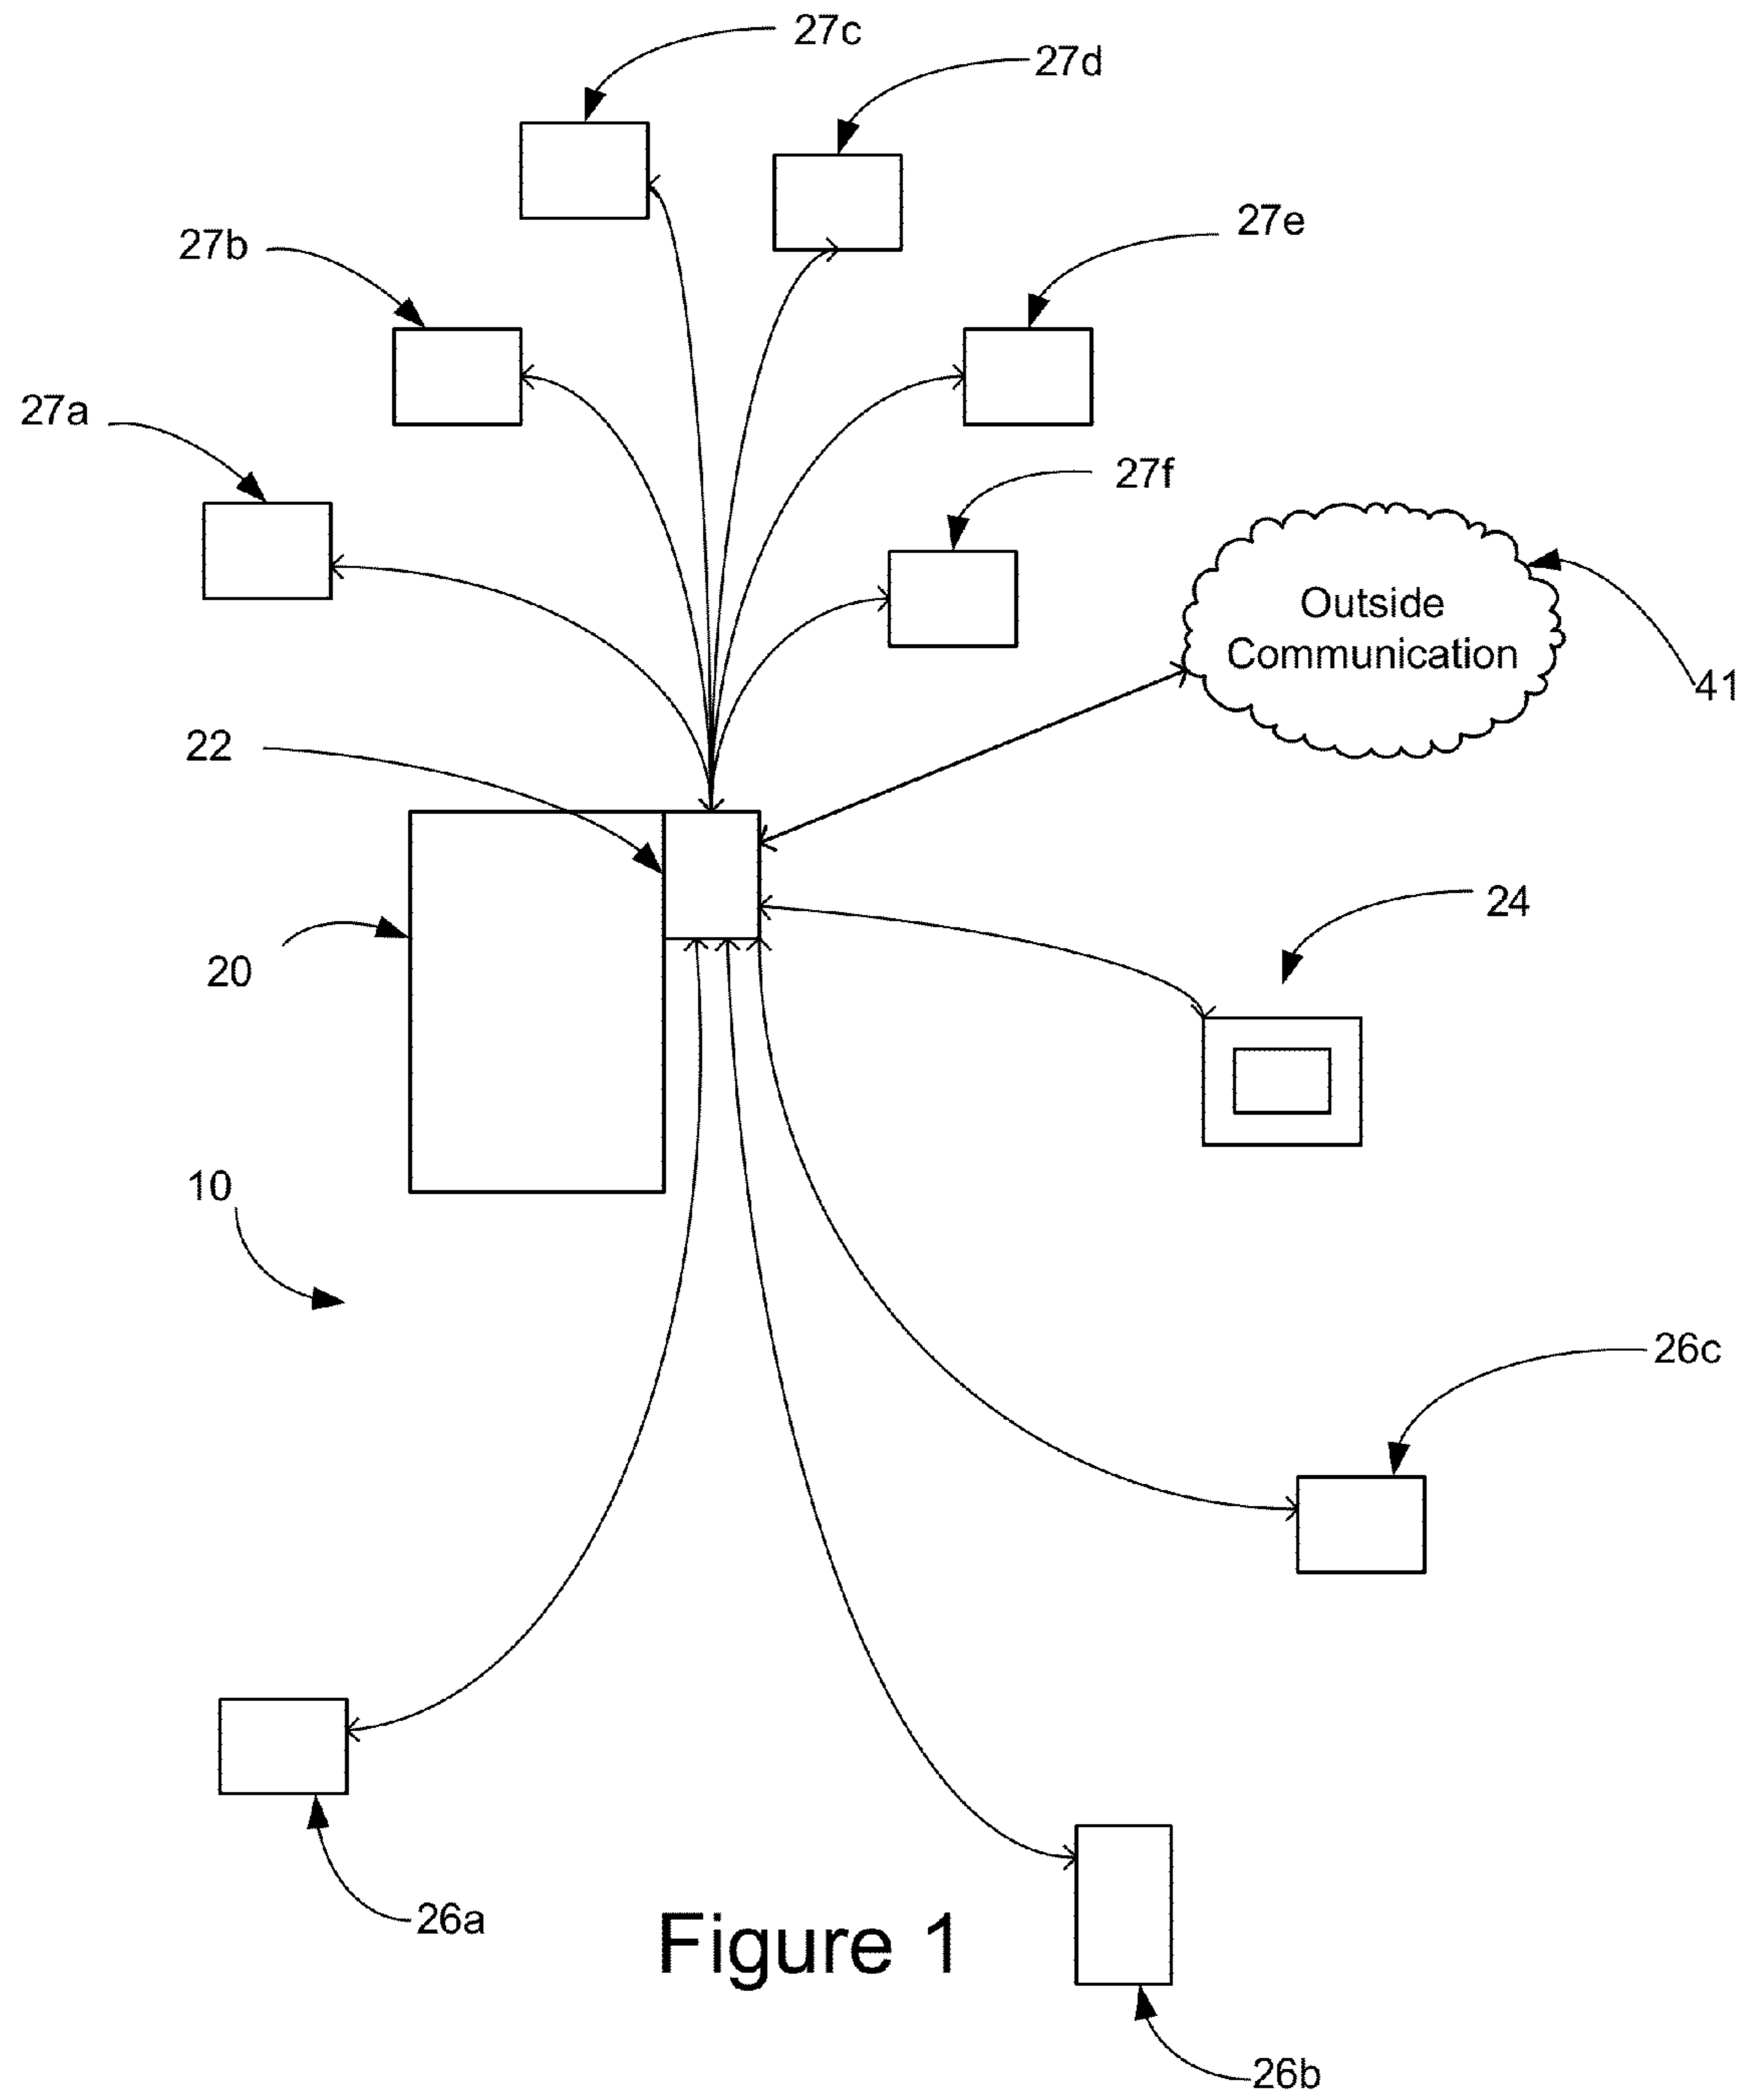 27c
27d
27e
27b
27a
27f
Outside
Communication
41
22
24
20
10
26c
26a
Figure 1
26b